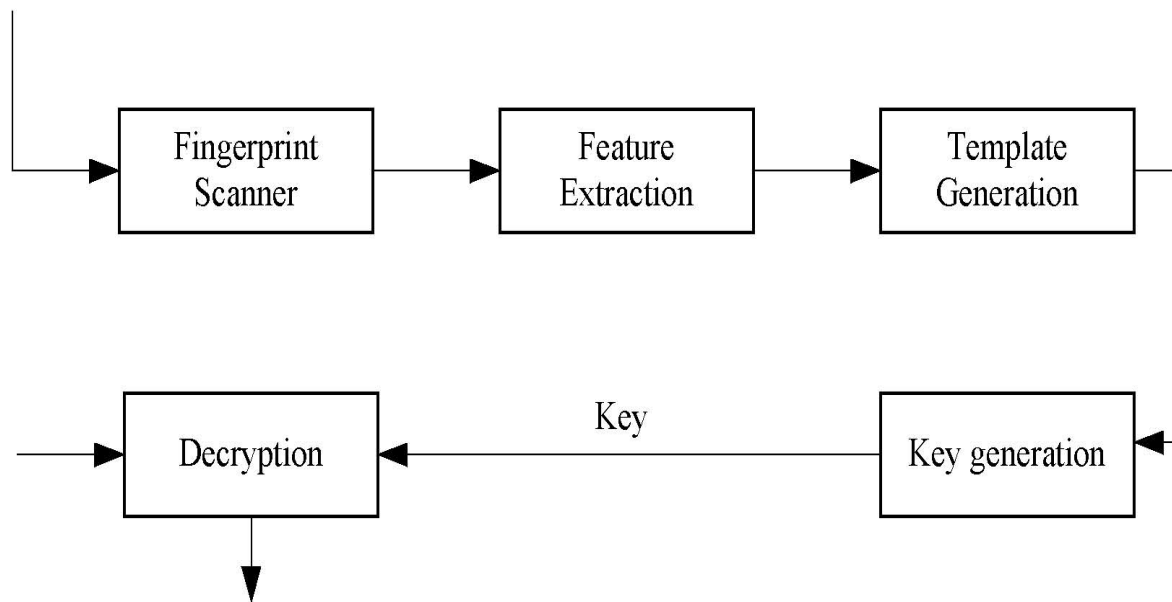 Fingerprint
Scanner
Feature
Extraction
Template
Generation
Decryption
Key
Key generation